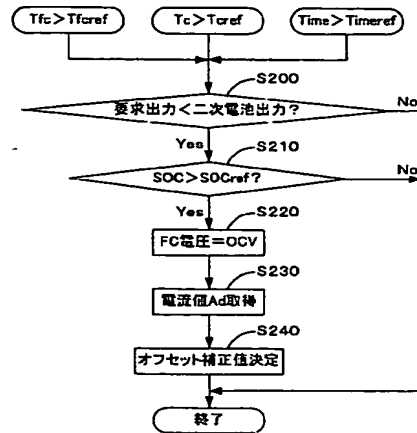 Tfc>Tfcref
Tc>Tcref
Time>Timeref
S200
要求出力<二次電池出力?
No
Yes
S210
SOC>SOCref?
No
Yes
S220
FC電圧=OCV
S230
電流値Ad取得
S240
オフセット補正値決定
終了